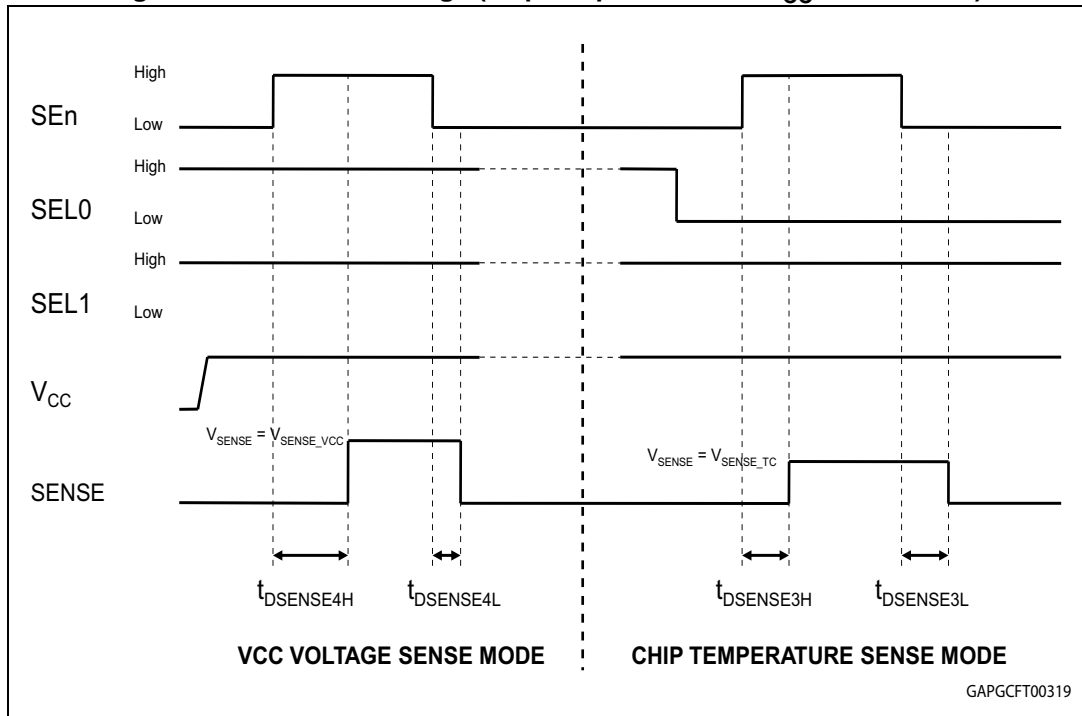 High
SEn
Low
High
SEL0
Low
High
SEL1
Low
VCC
VSENSE = VSENSE_VCC
VSENSE = VSENSE_TC
SENSE
tDSENSE4H
tDSENSE4L
tDSENSE3H
tDSENSE3L
VCC VOLTAGE SENSE MODE
CHIP TEMPERATURE SENSE MODE
GAPGCFT00319